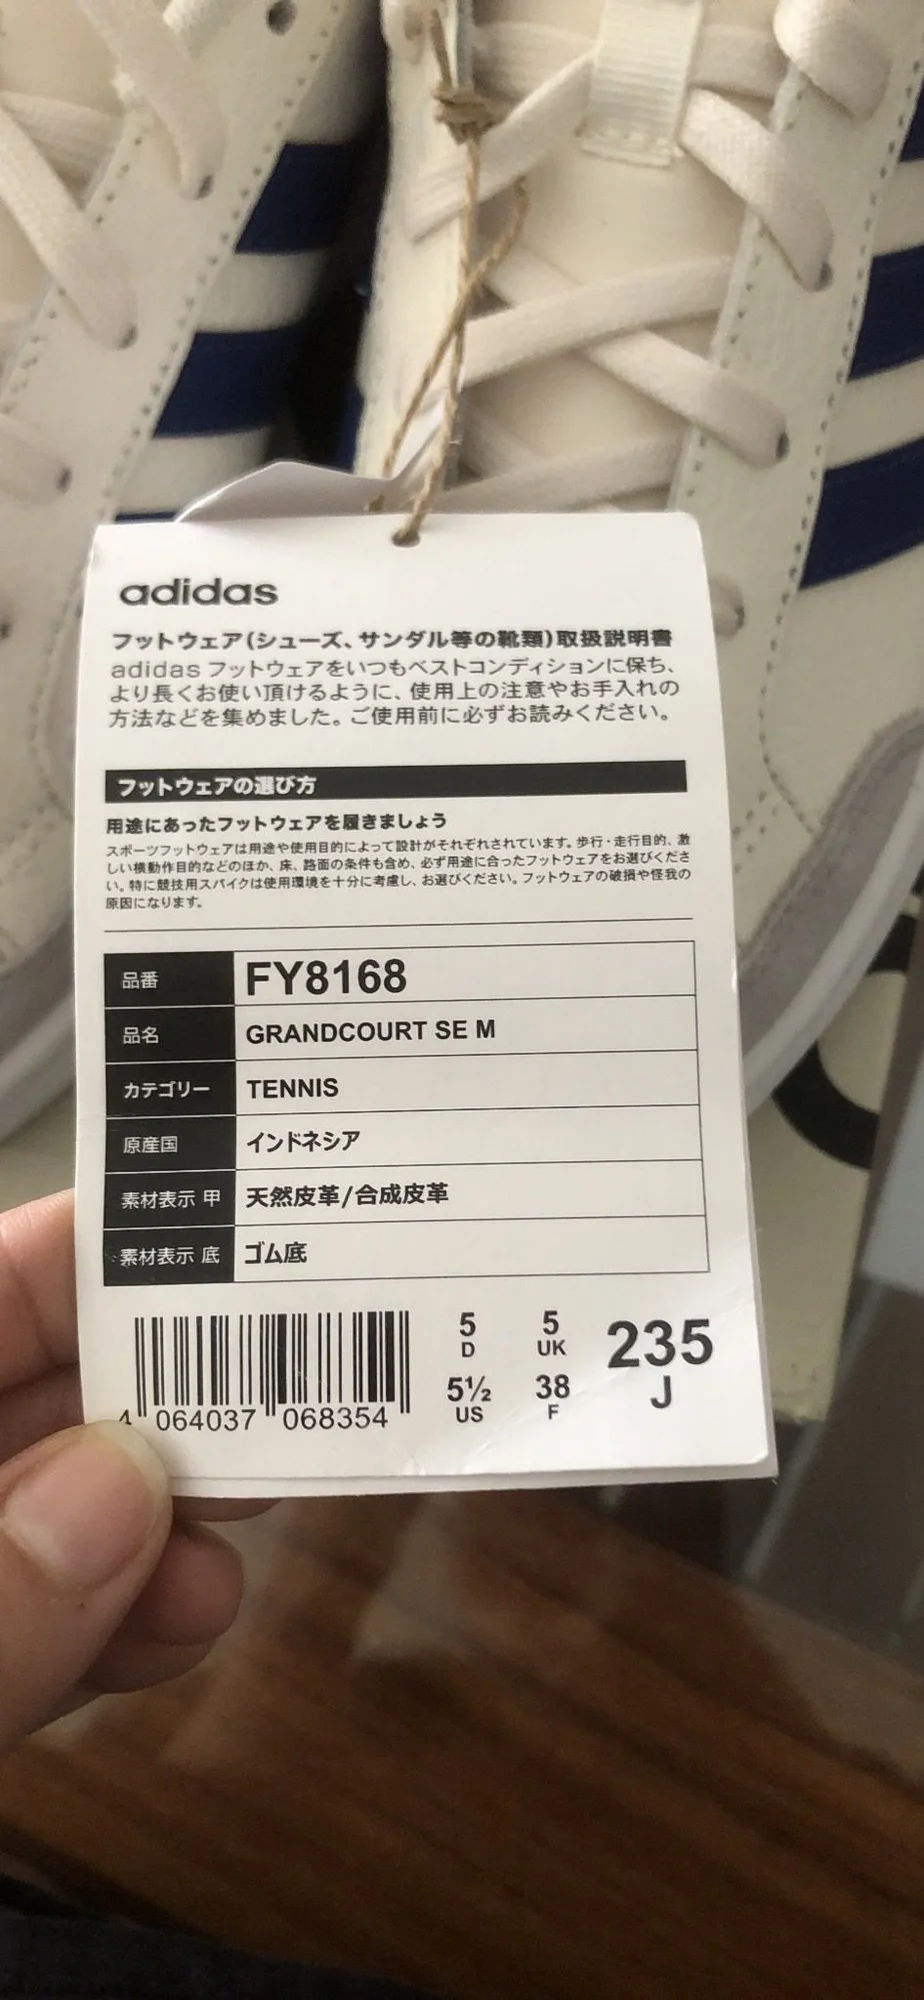 adidas
フットウェア(シューズ、サンダル等の靴類)取扱説明書
adidas フットウェアをいつもベストコンディションに保ち、
より長くお使い頂けるように、使用上の注意やお手入れの
方法などを集めました。ご使用前に必ずお読みください。
フットウェアの選び方
用途にあったフットウェアを履きましょう
スポーツフットウェアは用途や使用目的によって設計がそれぞれされています。歩行・走行目的、激
しい横動作目的などのほか、床、路面の条件も含め、必ず用途に合ったフットウェアをお選びくださ
い。特に競技用スパイクは使用環境を十分に考慮し、お選びください。フットウェアの破損や怪我の
原因になります。
品番 FY8168
品名 GRANDCOURT SE M
カテゴリー TENNIS
原産国 インドネシア
素材表示 甲 天然皮革/合成皮革
素材表示 底 ゴム底
5 D 5 UK 235 J
5½ US 38 F
4 064037 068354